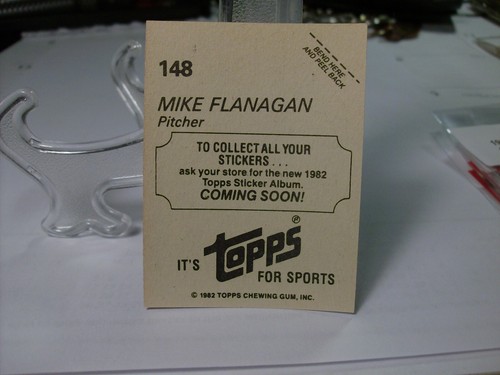 148
BEND HERE
AND PEEL BACK
MIKE FLANAGAN
Pitcher
TO COLLECT ALL YOUR
STICKERS . . .
ask your store for the new 1982
Topps Sticker Album.
COMING SOON!
IT'S topps® FOR SPORTS
© 1982 TOPPS CHEWING GUM, INC.